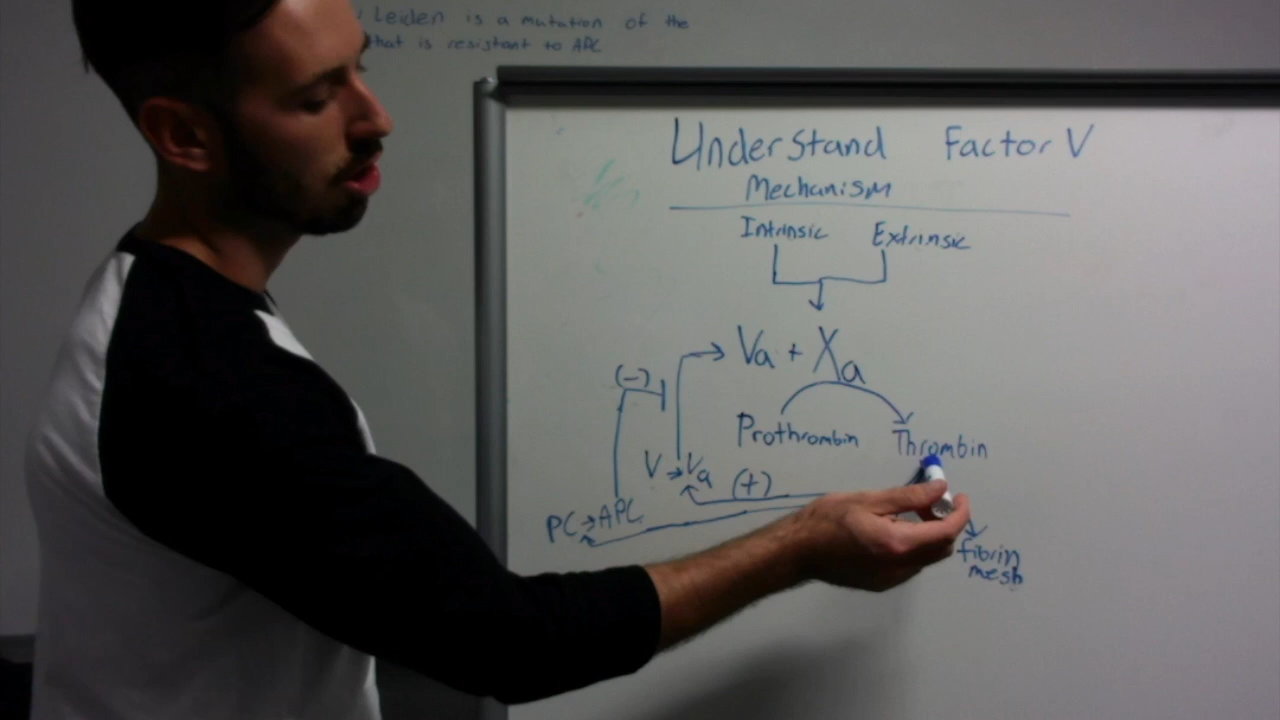 Leiden is a mutation of the
that is resistant to APC
Understand Factor V
Mechanism
Intrinsic Extrinsic
Va + Xa
(-)
Prothrombin Thrombin
V → Va (+)
PC → APC
fibrin
mesh